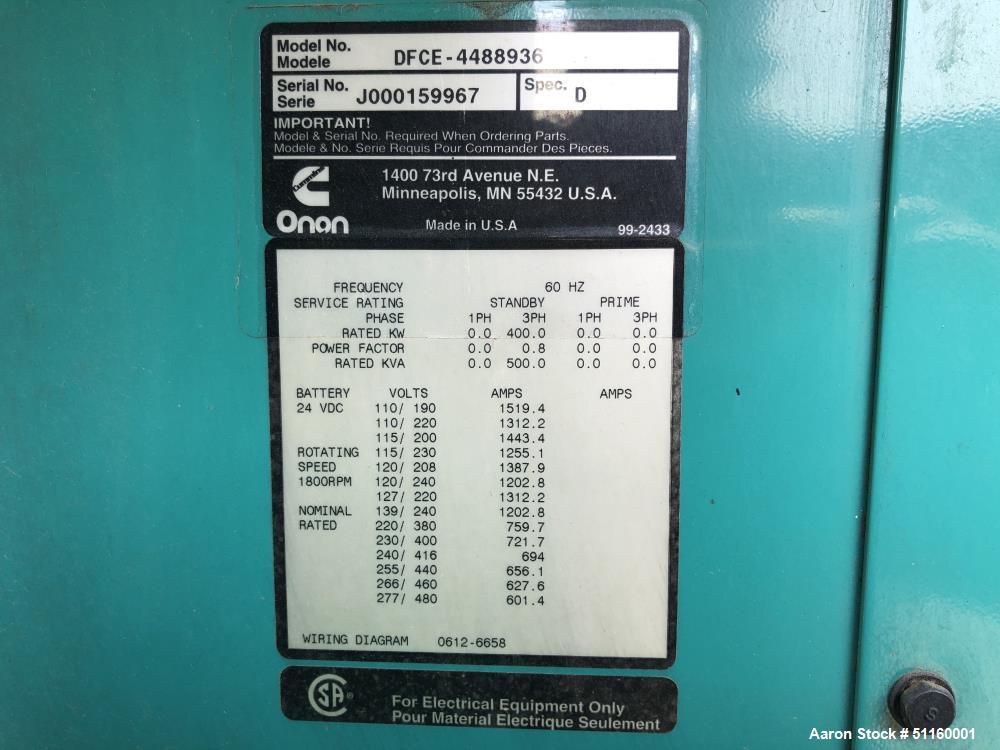 Model No. DFCE-4488936
Modele
Serial No. J000159967 Spec. D
Serie
IMPORTANT!
Model & Serial No. Required When Ordering Parts.
Modele & No. Serie Requis Pour Commander Des Pieces.
1400 73rd Avenue N.E.
Minneapolis, MN 55432 U.S.A.
Onan
Made in U.S.A 99-2433
FREQUENCY 60 HZ
SERVICE RATING STANDBY PRIME
PHASE 1PH 3PH 1PH 3PH
RATED KW 0.0 400.0 0.0 0.0
POWER FACTOR 0.0 0.8 0.0 0.0
RATED KVA 0.0 500.0 0.0 0.0
BATTERY VOLTS AMPS AMPS
24 VDC 110/ 190 1519.4
110/ 220 1312.2
115/ 200 1443.4
ROTATING 115/ 230 1255.1
SPEED 120/ 208 1387.9
1800RPM 120/ 240 1202.8
127/ 220 1312.2
NOMINAL 139/ 240 1202.8
RATED 220/ 380 759.7
230/ 400 721.7
240/ 416 694
255/ 440 656.1
266/ 460 627.6
277/ 480 601.4
WIRING DIAGRAM 0612-6658
SA ®
For Electrical Equipment Only
Pour Material Electrique Seulement
S
Aaron Stock # 51160001